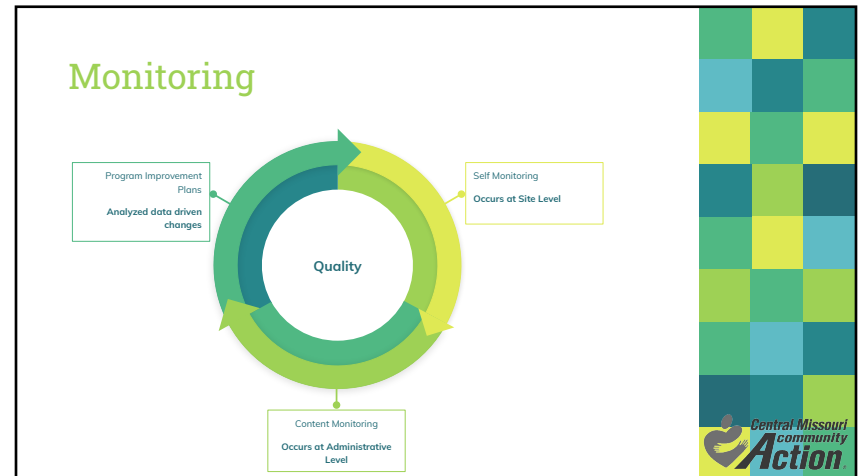 Monitoring
Program Improvement
Plans
Analyzed data driven
changes
Self Monitoring
Occurs at Site Level
Quality
Content Monitoring
Occurs at Administrative
Level
Central Missouri
community
Action